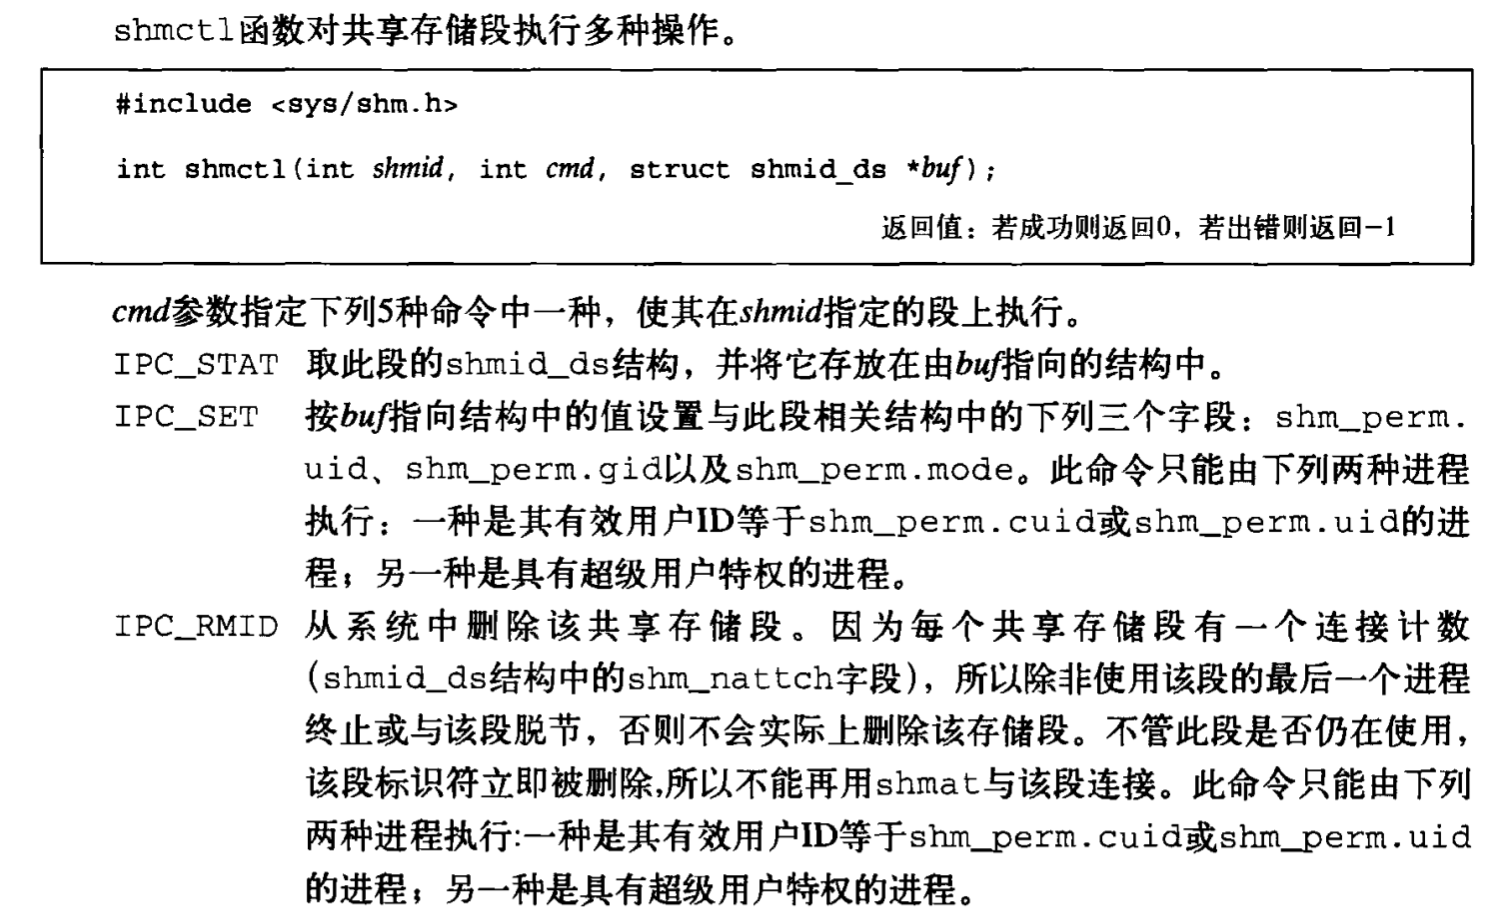 shmctl函数对共享存储段执行多种操作。
#include <sys/shm.h>
int shmctl(int shmid, int cmd, struct shmid_ds *buf);
返回值：若成功则返回0，若出错则返回-1
cmd参数指定下列5种命令中一种，使其在shmid指定的段上执行。
IPC_STAT 取此段的shmid_ds结构，并将它存放在由buf指向的结构中。
IPC_SET 按buf指向结构中的值设置与此段相关结构中的下列三个字段：shm_perm.
uid、shm_perm.gid以及shm_perm.mode。此命令只能由下列两种进程
执行：一种是其有效用户ID等于shm_perm.cuid或shm_perm.uid的进
程；另一种是具有超级用户特权的进程。
IPC_RMID 从系统中删除该共享存储段。因为每个共享存储段有一个连接计数
(shmid_ds结构中的shm_nattch字段)，所以除非使用该段的最后一个进程
终止或与该段脱节，否则不会实际上删除该存储段。不管此段是否仍在使用，
该段标识符立即被删除,所以不能再用shmat与该段连接。此命令只能由下列
两种进程执行:一种是其有效用户ID等于shm_perm.cuid或shm_perm.uid
的进程；另一种是具有超级用户特权的进程。